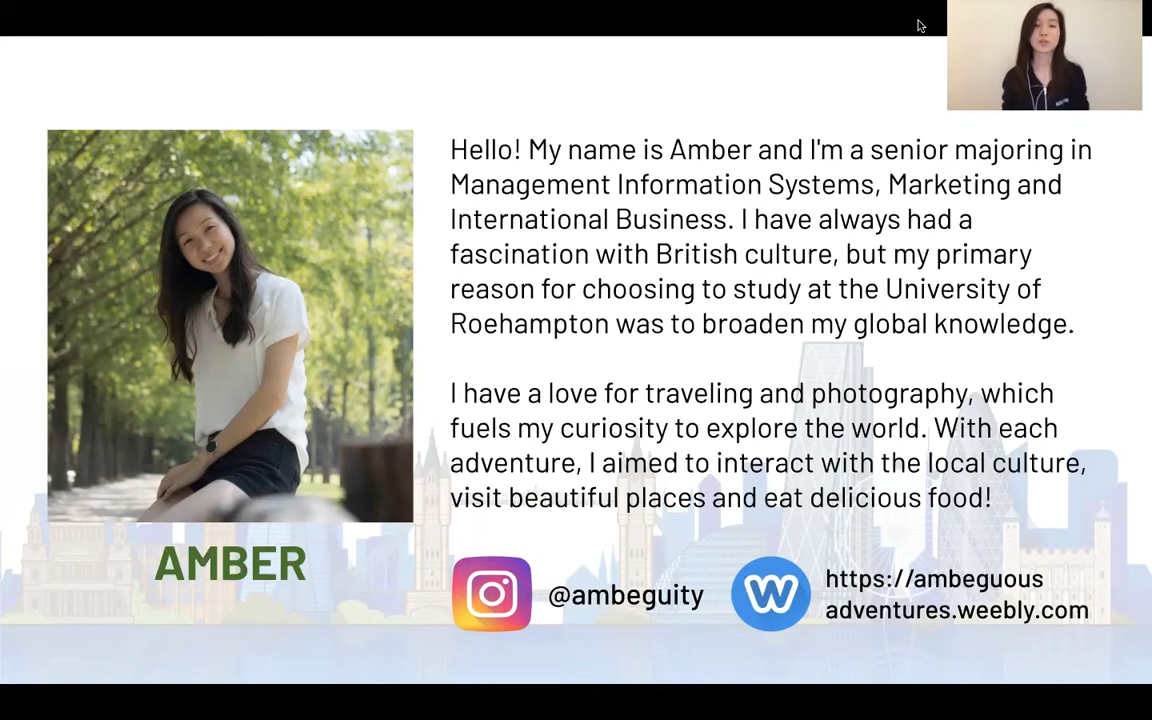 Hello! My name is Amber and I'm a senior majoring in
Management Information Systems, Marketing and
International Business. I have always had a
fascination with British culture, but my primary
reason for choosing to study at the University of
Roehampton was to broaden my global knowledge.
I have a love for traveling and photography, which
fuels my curiosity to explore the world. With each
adventure, I aimed to interact with the local culture,
visit beautiful places and eat delicious food!
AMBER
@ambeguity
https://ambeguous
adventures.weebly.com